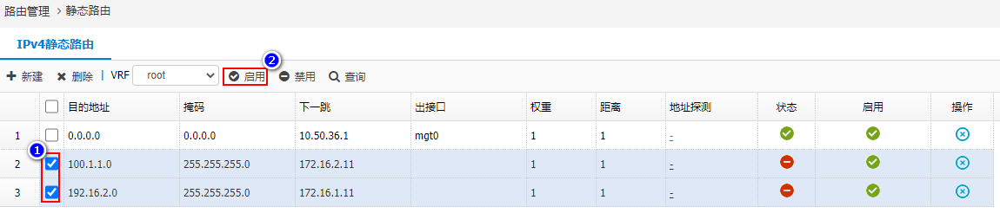 路由管理 > 静态路由
IPv4静态路由
新建 删除 | VRF root 启用 2 禁用 查询
目的地址 掩码 下一跳 出接口 权重 距离 地址探测 状态 启用 操作
1 0.0.0.0 0.0.0.0 10.50.36.1 mgt0 1 1 -
1
2 100.1.1.0 255.255.255.0 172.16.2.11 1 1 -
3 192.16.2.0 255.255.255.0 172.16.1.11 1 1 -